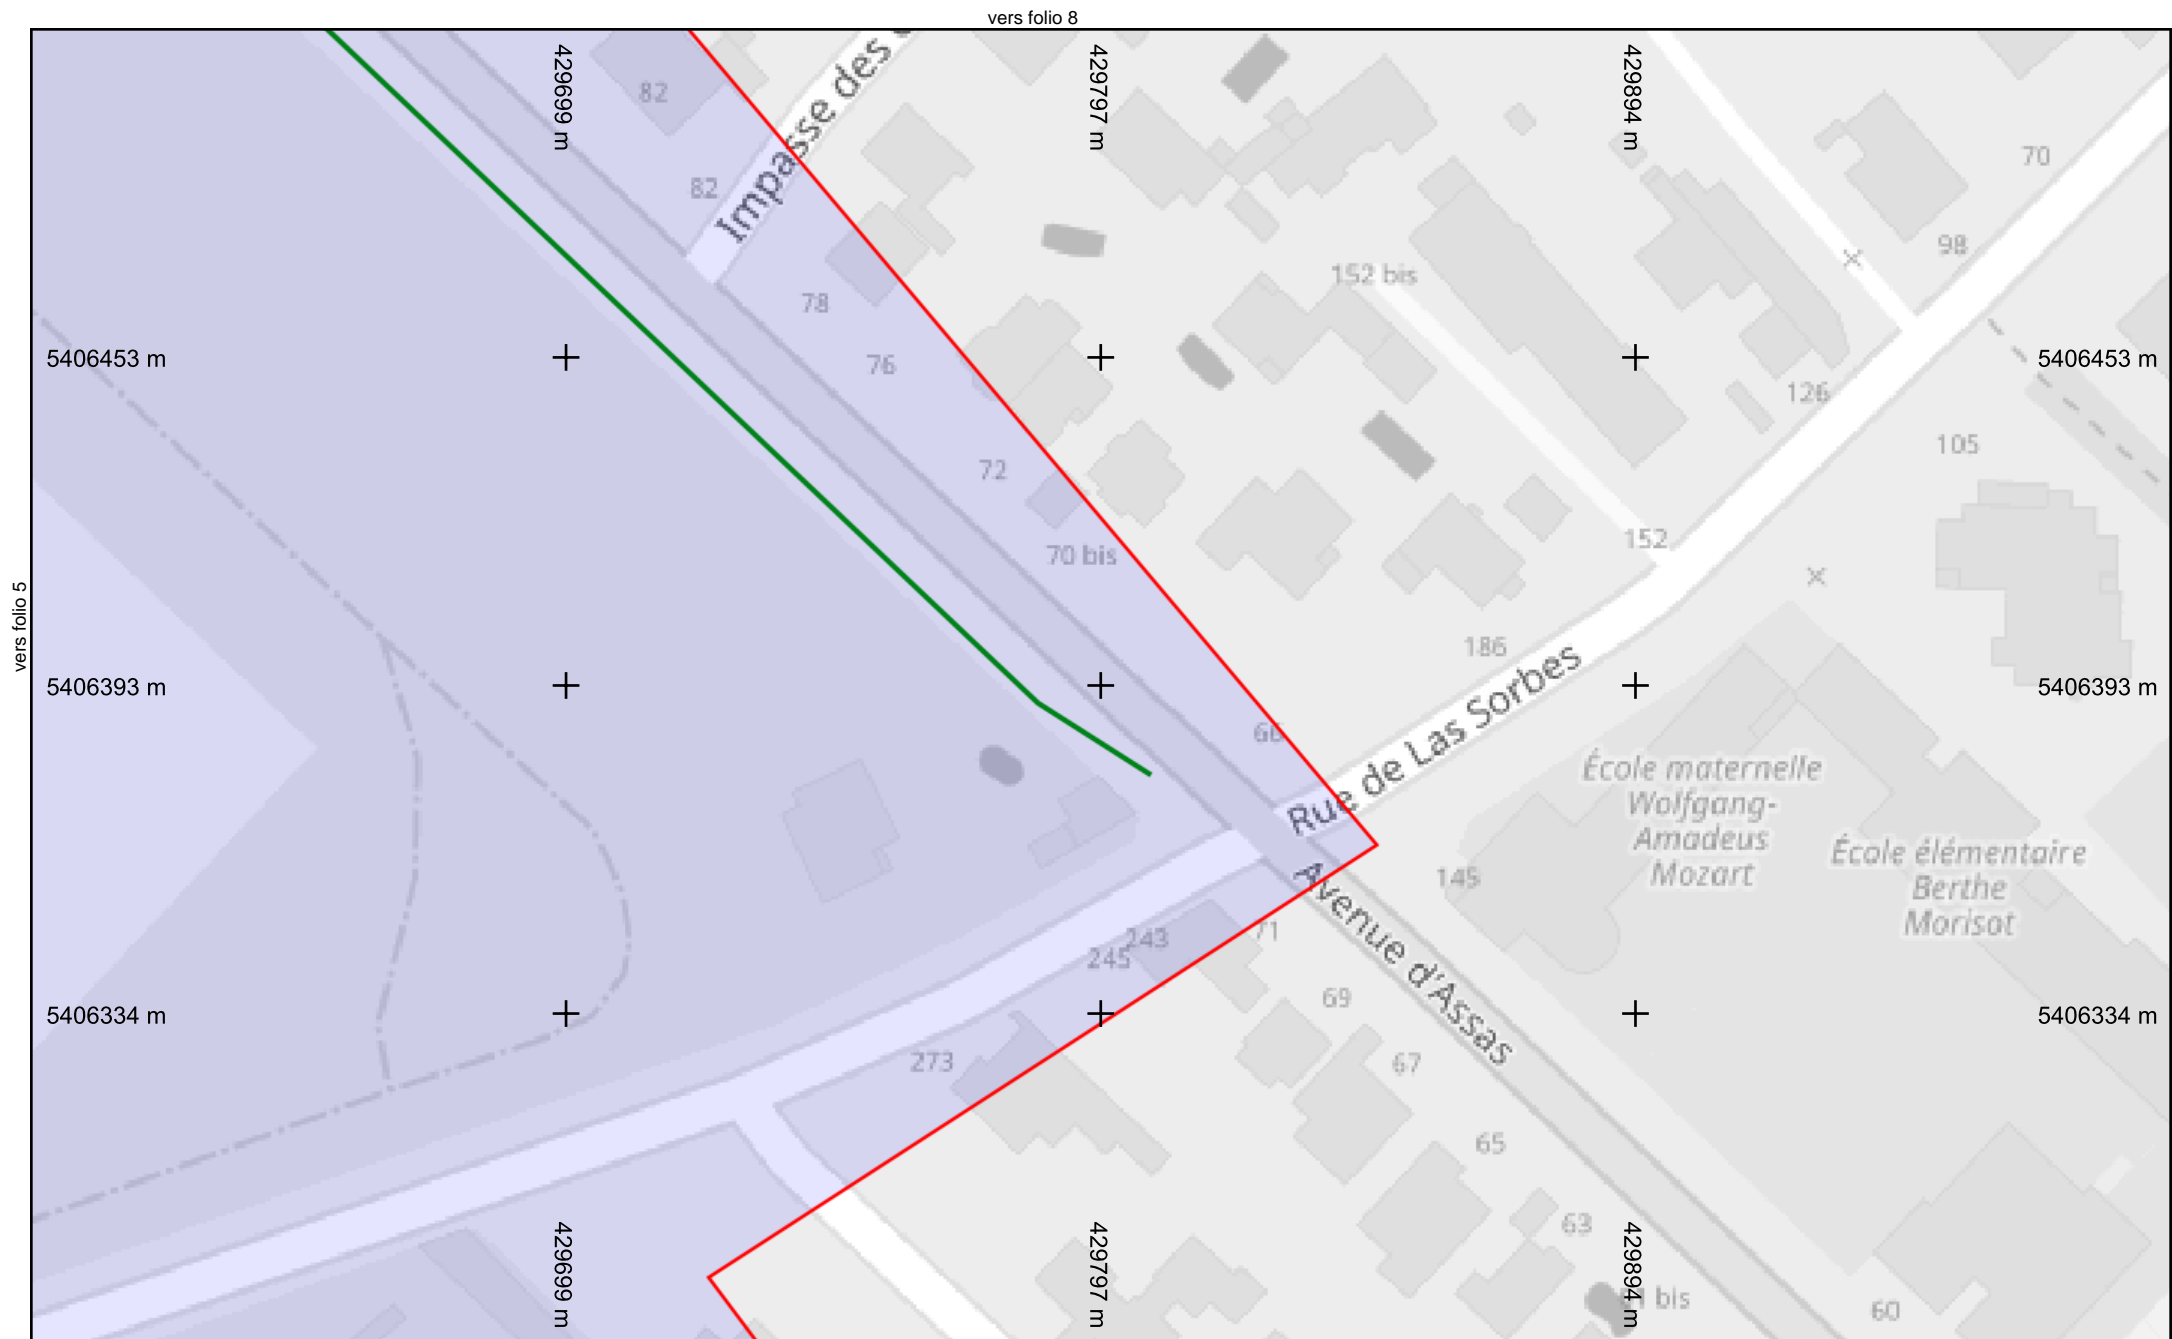 vers folio 8
429699 m
429797 m
429894 m
82
Impasse des
70
82
98
152 bis
78
5406453 m
76
5406453 m
126
105
72
152
70 bis
vers folio 5
186
5406393 m
5406393 m
66
Rue de Las Sorbes
École maternelle
Wolfgang-
Amadeus
Mozart
École élémentaire
Berthe
Morisot
145
Avenue d'Assas
71
243
245
69
5406334 m
5406334 m
273
67
65
63
429699 m
429797 m
429894 m
bis
60